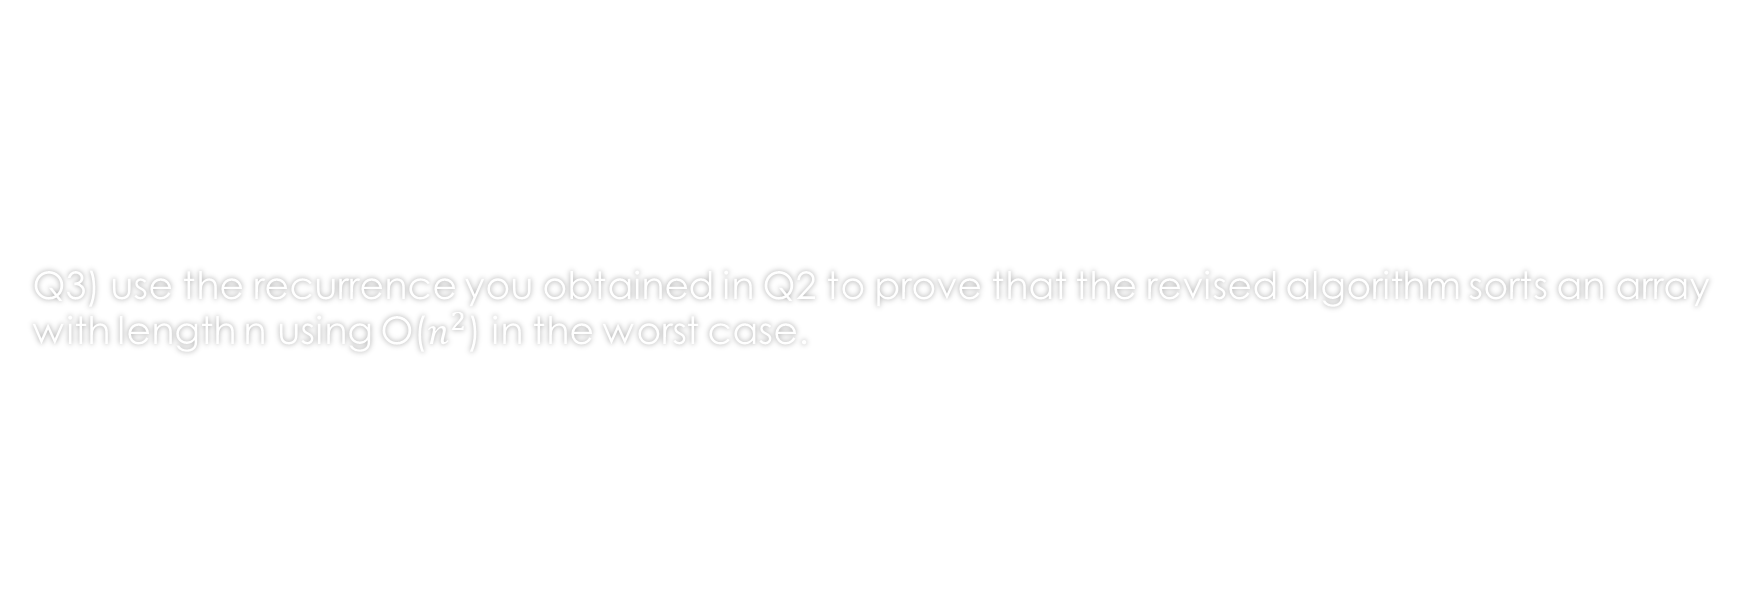 Q3) use the recurrence you obtained in Q2 to prove that the revised algorithm sorts an array
with length n using O(n²) in the worst case.